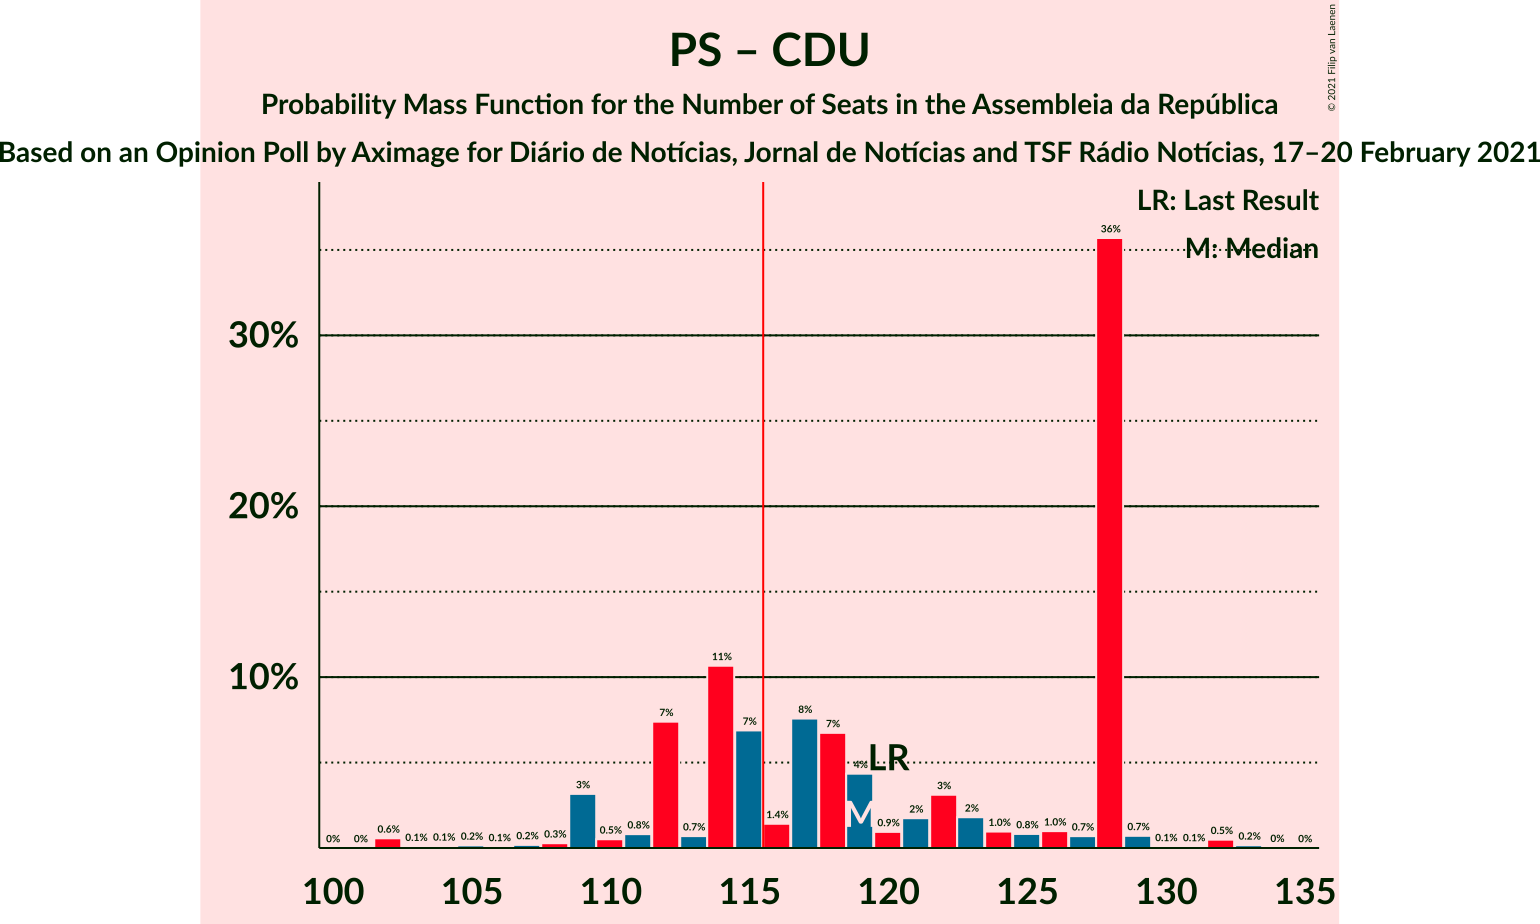 PS – CDU
© 2021 Filip van Laenen
Probability Mass Function for the Number of Seats in the Assembleia da República
Based on an Opinion Poll by Aximage for Diário de Notícias, Jornal de Notícias and TSF Rádio Notícias, 17–20 February 2021
LR: Last Result
M: Median
30%
20%
10%
0% 0% 0.6% 0.1% 0.1% 0.2% 0.1% 0.2% 0.3% 3% 0.5% 0.8% 7% 0.7% 11% 7% 1.4% 8% 7% 4% 0.9% 2% 3% 2% 1.0% 0.8% 1.0% 0.7% 36% 0.7% 0.1% 0.1% 0.5% 0.2% 0% 0%
LR
M
100 105 110 115 120 125 130 135